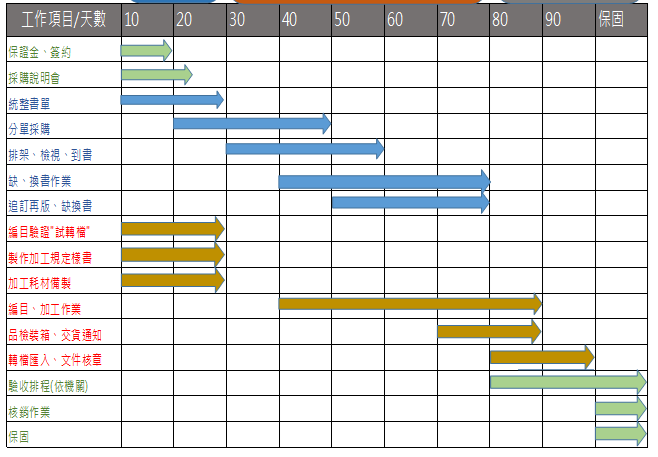 工作項目/天數 10 20 30 40 50 60 70 80 90 保固
保證金、簽約
採購說明會
統整書單
分單採購
排架、檢視、到書
缺、換書作業
追訂再版、缺換書
編目驗證"試轉檔"
製作加工規定樣書
加工耗材備製
編目、加工作業
品檢裝箱、交貨通知
轉檔匯入、文件核章
驗收排程(依機關)
核銷作業
保固